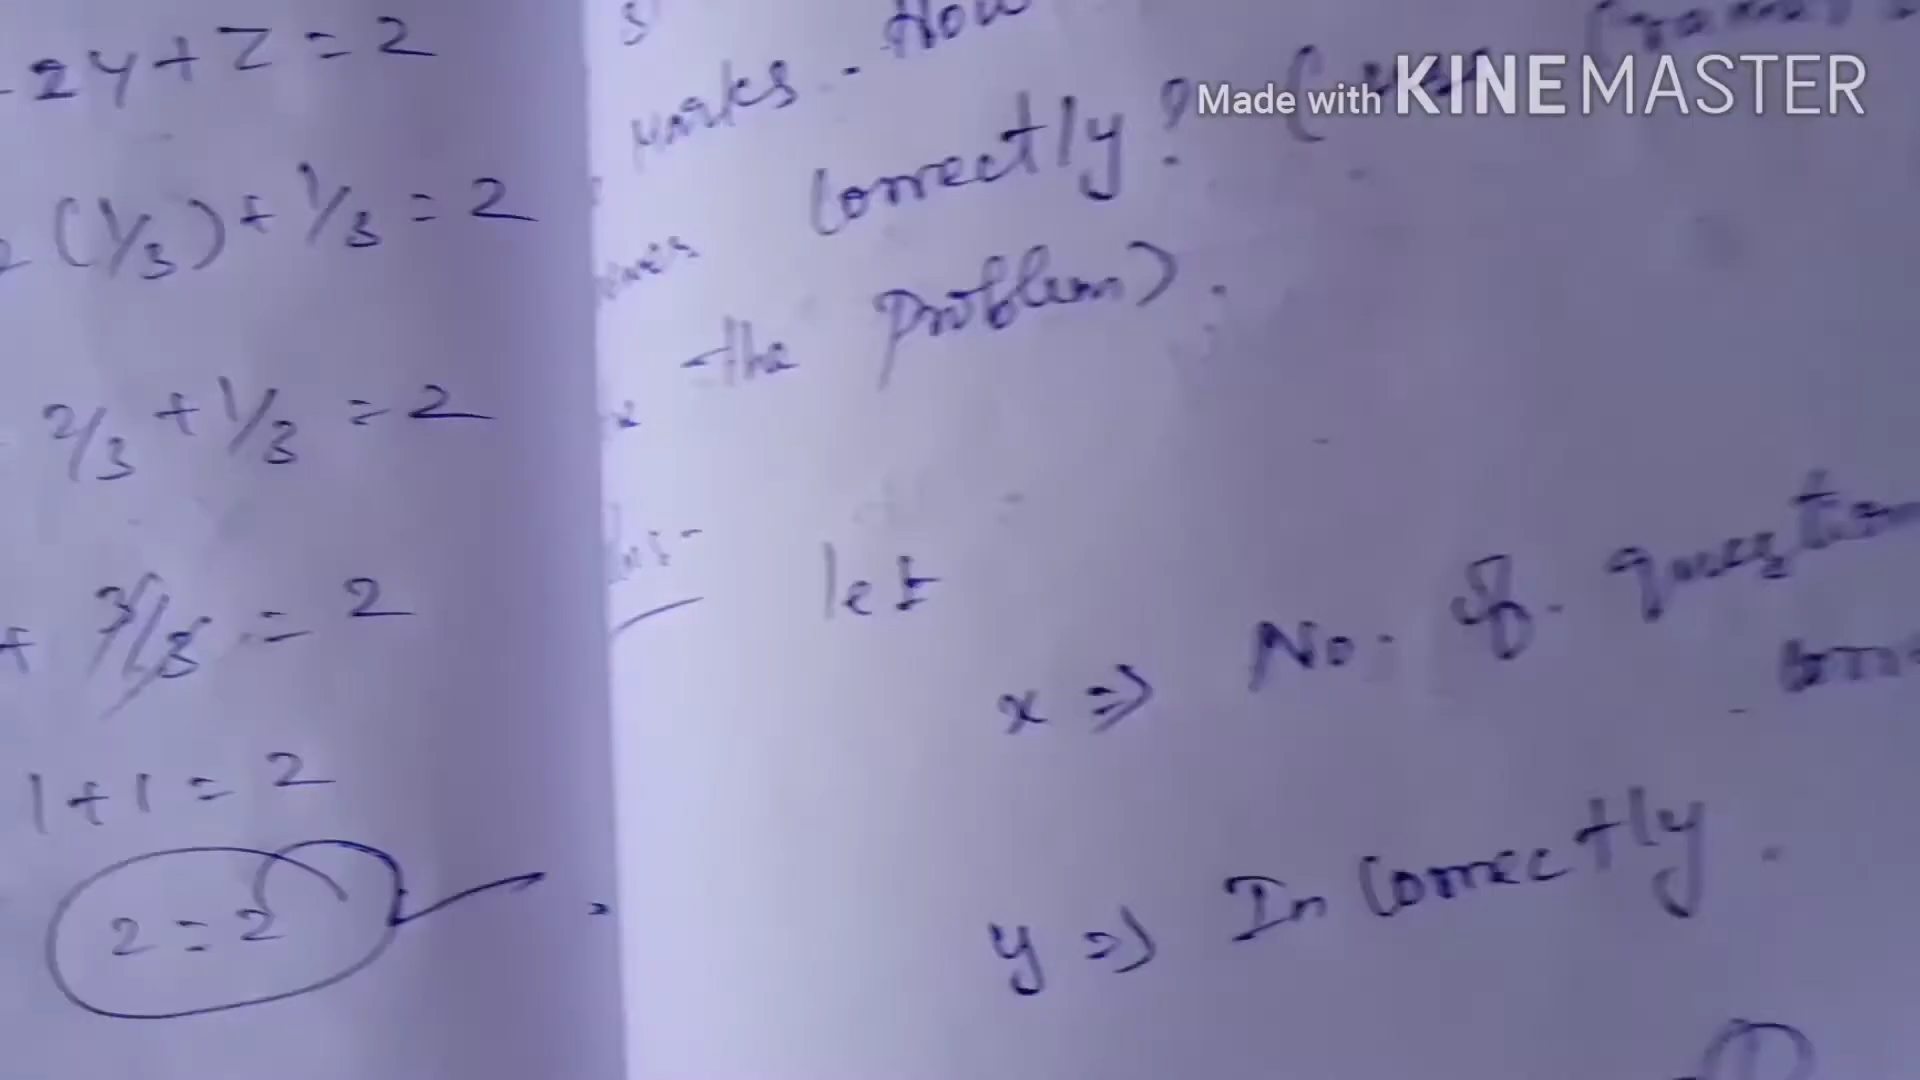 -2y+z=2
2(1/3)+1/3=2
2/3+1/3=2
+ 3/3=2
1+1=2
2=2
Marks. How
correctly? (
the problem).
let
x => No. of. question
y => In correctly.
Made with KINEMASTER